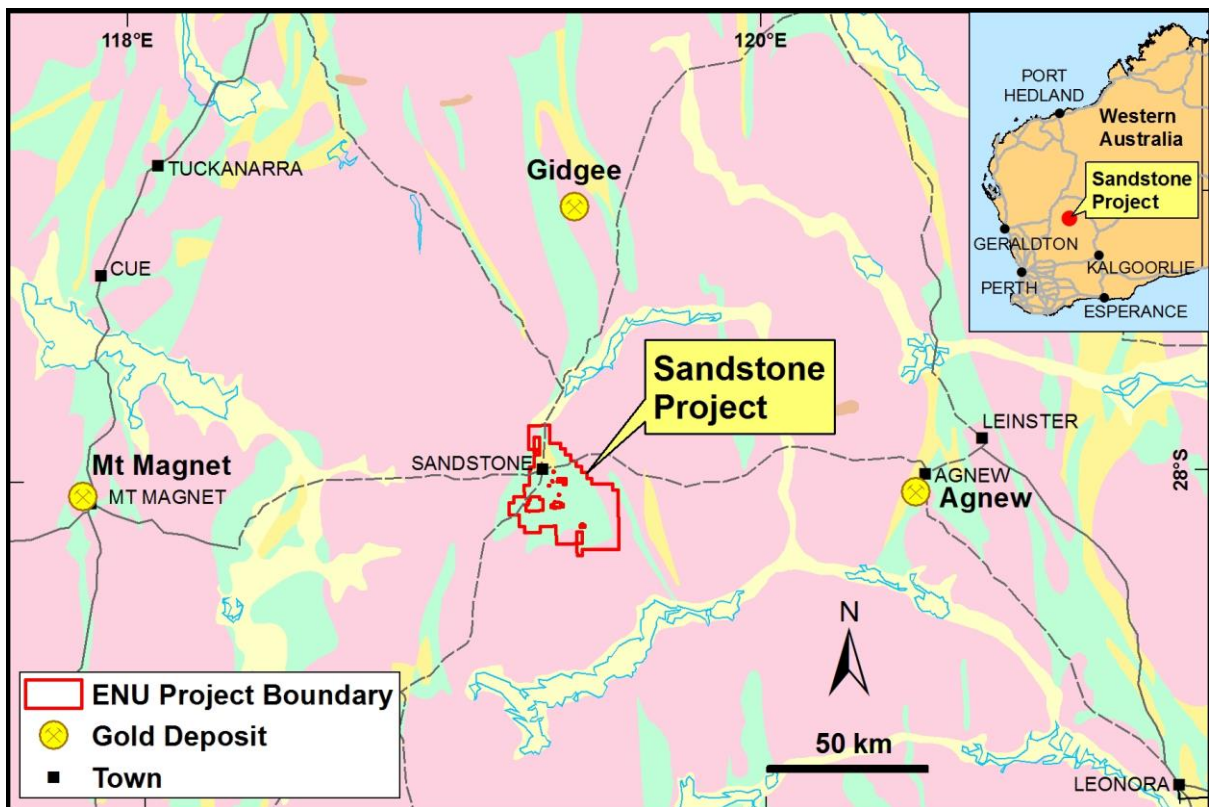 118°E
120°E
PORT
HEDLAND
Western
Australia
Sandstone
Project
GERALDTON
KALGOORLIE
PERTH
ESPERANCE
TUCKANARRA
Gidgee
CUE
Sandstone
Project
LEINSTER
SANDSTONE
Mt Magnet
MT MAGNET
AGNEW
Agnew
28°S
N
ENU Project Boundary
Gold Deposit
Town
50 km
LEONORA